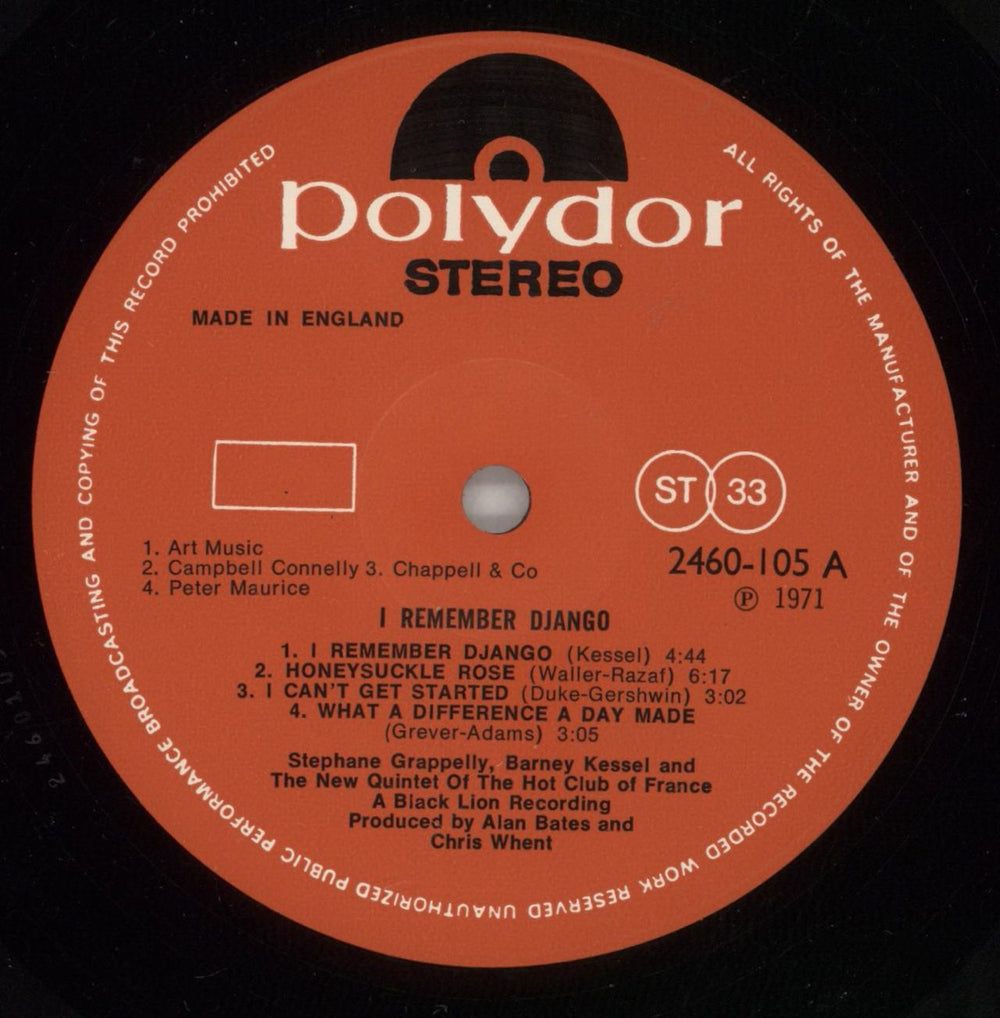 polydor
STEREO
MADE IN ENGLAND
ALL RIGHTS OF THE MANUFACTURER AND OF THE OWNER OF THE RECORDED WORK RESERVED UNAUTHORIZED PUBLIC PERFORMANCE BROADCASTING AND COPYING OF THIS RECORD PROHIBITED
ST 33
1. Art Music
2. Campbell Connelly 3. Chappell & Co
4. Peter Maurice
2460-105 A
℗ 1971
I REMEMBER DJANGO
1. I REMEMBER DJANGO (Kessel) 4:44
2. HONEYSUCKLE ROSE (Waller-Razaf) 6:17
3. I CAN'T GET STARTED (Duke-Gershwin) 3:02
4. WHAT A DIFFERENCE A DAY MADE
(Grever-Adams) 3:05
Stephane Grappelly, Barney Kessel and
The New Quintet Of The Hot Club of France
A Black Lion Recording
Produced by Alan Bates and
Chris Whent